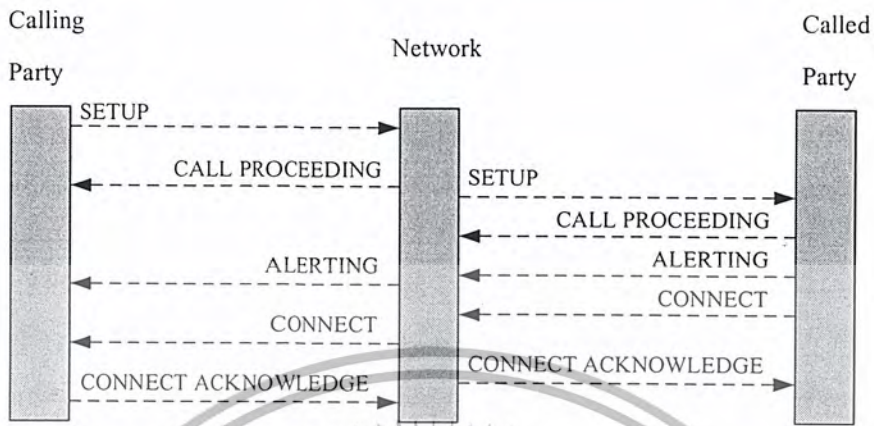 Calling
Party
Network
Called
Party
SETUP
CALL PROCEEDING
SETUP
CALL PROCEEDING
ALERTING
ALERTING
CONNECT
CONNECT
CONNECT ACKNOWLEDGE
CONNECT ACKNOWLEDGE